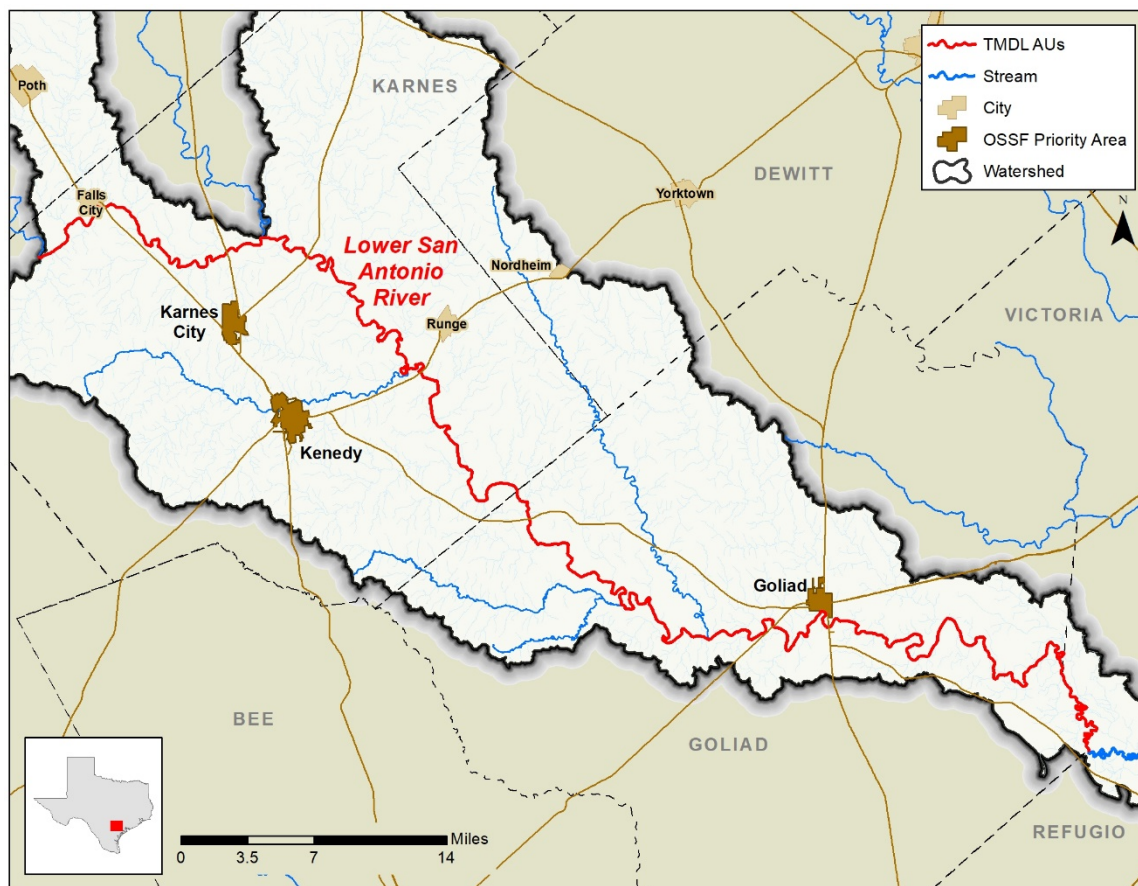 KARNES
Poth
DEWITT
Falls
City
Yorktown
Lower San
Antonio
River
Nordheim
Karnes
City
Runge
VICTORIA
Kenedy
Goliad
BEE
GOLIAD
REFUGIO
TMDL AUs
Stream
City
OSSF Priority Area
Watershed
N
Miles
0 3.5 7 14